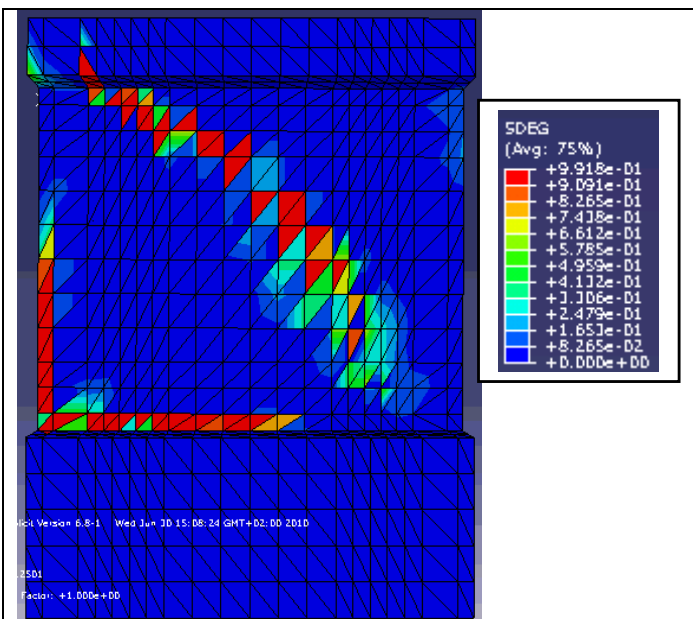 SDEG
(Avg: 75%)
+9.918e-01
+9.091e-01
+8.265e-01
+7.438e-01
+6.612e-01
+5.785e-01
+4.959e-01
+4.132e-01
+3.306e-01
+2.479e-01
+1.653e-01
+8.265e-02
+0.000e+00
Version 6.8-1 Wed Jun 30 15:08:24 GMT+02:00 2010
Factor: +1.000e+00